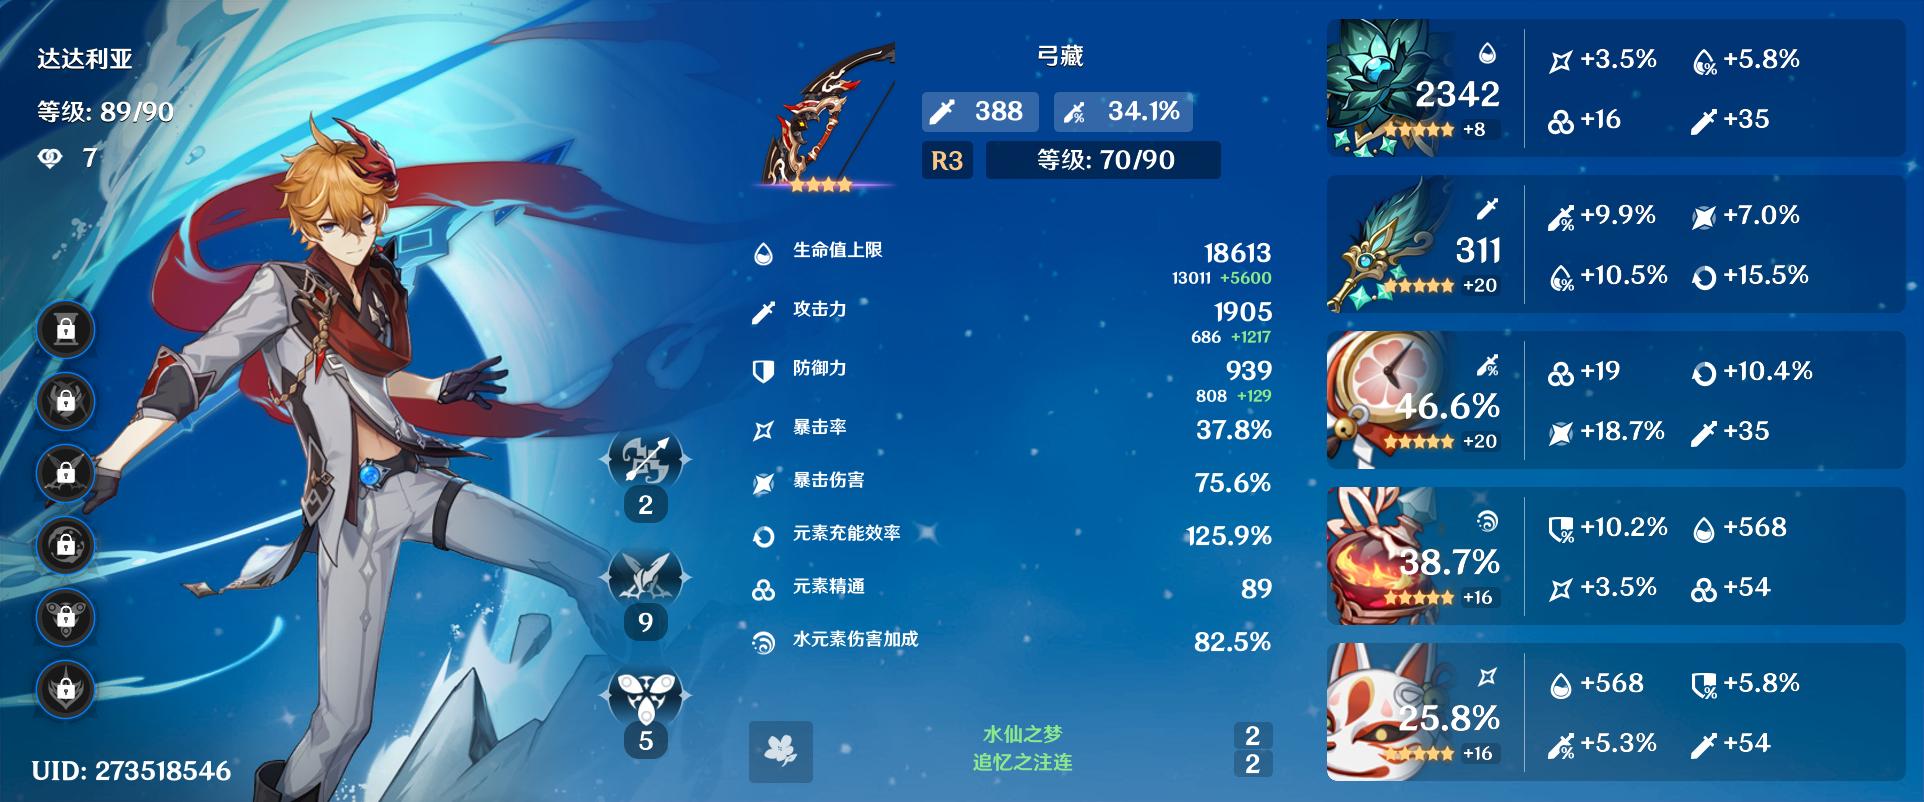 达达利亚
等级: 89/90
7
2
9
5
UID: 273518546
弓藏
388
34.1%
R3
等级: 70/90
生命值上限
18613
13011 +5600
攻击力
1905
686 +1217
防御力
939
808 +129
暴击率
37.8%
暴击伤害
75.6%
元素充能效率
125.9%
元素精通
89
水元素伤害加成
82.5%
水仙之梦
2
追忆之注连
2
+3.5% +5.8%
2342
+16 +35
+8
+9.9% +7.0%
311
+10.5% +15.5%
+20
+19 +10.4%
46.6%
+18.7% +35
+20
+10.2% +568
38.7%
+3.5% +54
+16
+568 +5.8%
25.8%
+5.3% +54
+16